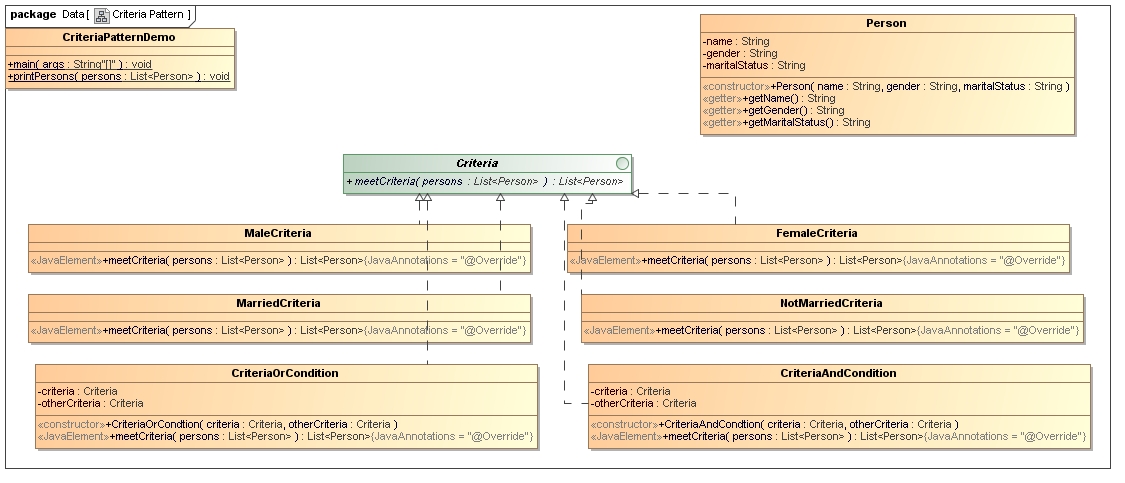 package Data [ Criteria Pattern ]
CriteriaPatternDemo
+main( args : String"[]" ) : void
+printPersons( persons : List<Person> ) : void
Person
-name : String
-gender : String
-maritalStatus : String
«constructor»+Person( name : String, gender : String, maritalStatus : String )
«getter»+getName() : String
«getter»+getGender() : String
«getter»+getMaritalStatus() : String
Criteria
+ meetCriteria( persons : List<Person> ) : List<Person>
MaleCriteria
«JavaElement»+meetCriteria( persons : List<Person> ) : List<Person>{JavaAnnotations = "@Override"}
FemaleCriteria
«JavaElement»+meetCriteria( persons : List<Person> ) : List<Person>{JavaAnnotations = "@Override"}
MarriedCriteria
«JavaElement»+meetCriteria( persons : List<Person> ) : List<Person>{JavaAnnotations = "@Override"}
NotMarriedCriteria
«JavaElement»+meetCriteria( persons : List<Person> ) : List<Person>{JavaAnnotations = "@Override"}
CriteriaOrCondition
-criteria : Criteria
-otherCriteria : Criteria
«constructor»+CriteriaOrCondtion( criteria : Criteria, otherCriteria : Criteria )
«JavaElement»+meetCriteria( persons : List<Person> ) : List<Person>{JavaAnnotations = "@Override"}
CriteriaAndCondition
-criteria : Criteria
-otherCriteria : Criteria
«constructor»+CriteriaAndCondtion( criteria : Criteria, otherCriteria : Criteria )
«JavaElement»+meetCriteria( persons : List<Person> ) : List<Person>{JavaAnnotations = "@Override"}